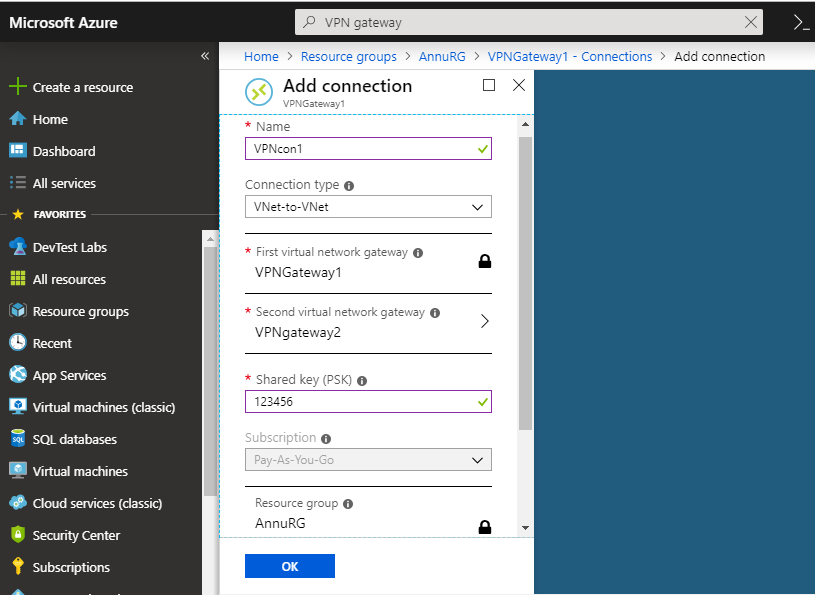 Microsoft Azure
VPN gateway
Home > Resource groups > AnnuRG > VPNGateway1 - Connections > Add connection
Create a resource
Home
Dashboard
All services
FAVORITES
DevTest Labs
All resources
Resource groups
Recent
App Services
Virtual machines (classic)
SQL databases
Virtual machines
Cloud services (classic)
Security Center
Subscriptions
Add connection
VPNGateway1
* Name
VPNcon1
Connection type
VNet-to-VNet
* First virtual network gateway
VPNGateway1
* Second virtual network gateway
VPNgateway2
* Shared key (PSK)
123456
Subscription
Pay-As-You-Go
Resource group
AnnuRG
OK